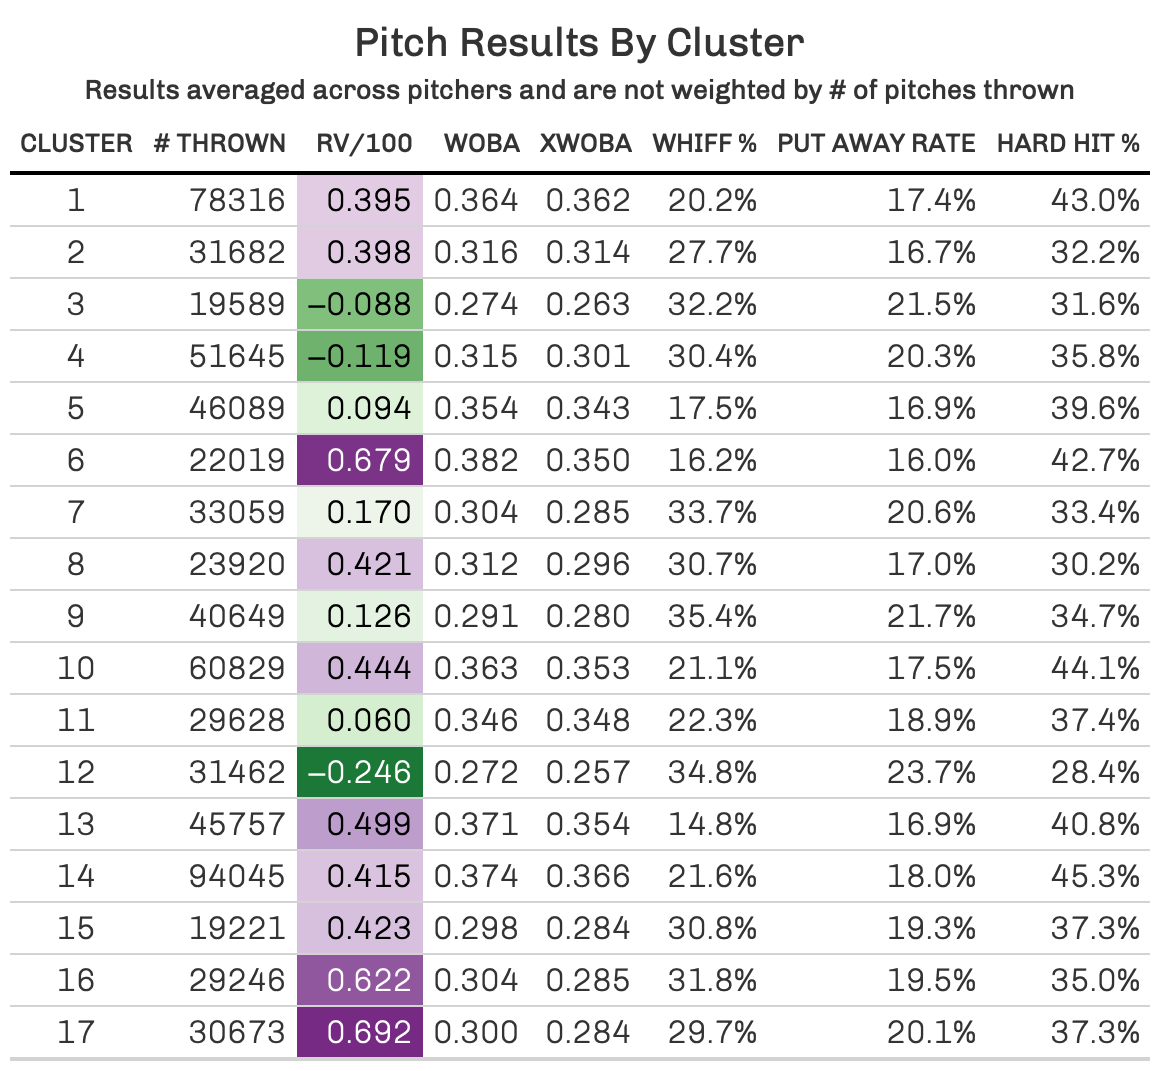 Pitch Results By Cluster
Results averaged across pitchers and are not weighted by # of pitches thrown
CLUSTER # THROWN RV/100 WOBA XWOBA WHIFF % PUT AWAY RATE HARD HIT %
1 78316 0.395 0.364 0.362 20.2% 17.4% 43.0%
2 31682 0.398 0.316 0.314 27.7% 16.7% 32.2%
3 19589 −0.088 0.274 0.263 32.2% 21.5% 31.6%
4 51645 −0.119 0.315 0.301 30.4% 20.3% 35.8%
5 46089 0.094 0.354 0.343 17.5% 16.9% 39.6%
6 22019 0.679 0.382 0.350 16.2% 16.0% 42.7%
7 33059 0.170 0.304 0.285 33.7% 20.6% 33.4%
8 23920 0.421 0.312 0.296 30.7% 17.0% 30.2%
9 40649 0.126 0.291 0.280 35.4% 21.7% 34.7%
10 60829 0.444 0.363 0.353 21.1% 17.5% 44.1%
11 29628 0.060 0.346 0.348 22.3% 18.9% 37.4%
12 31462 −0.246 0.272 0.257 34.8% 23.7% 28.4%
13 45757 0.499 0.371 0.354 14.8% 16.9% 40.8%
14 94045 0.415 0.374 0.366 21.6% 18.0% 45.3%
15 19221 0.423 0.298 0.284 30.8% 19.3% 37.3%
16 29246 0.622 0.304 0.285 31.8% 19.5% 35.0%
17 30673 0.692 0.300 0.284 29.7% 20.1% 37.3%